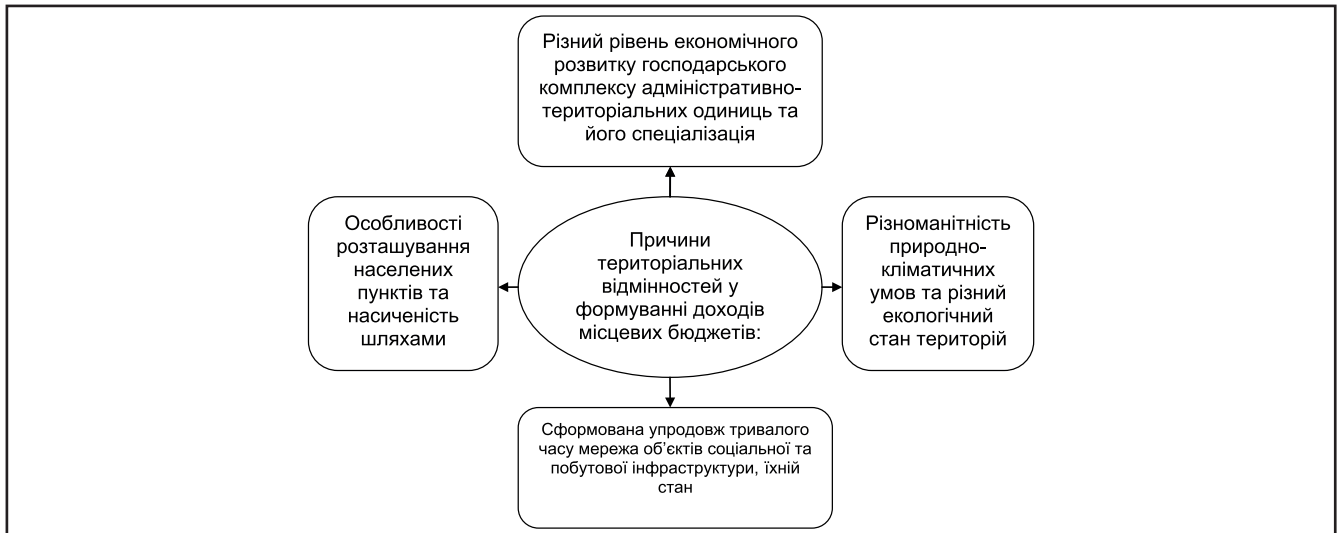 Різний рівень економічного
розвитку господарського
комплексу адміністративно-
територіальних одиниць та
його спеціалізація
Особливості
розташування
населених
пунктів та
насиченість
шляхами
Причини
територіальних
відмінностей у
формуванні доходів
місцевих бюджетів:
Різноманітність
природно-
кліматичних
умов та різний
екологічний
стан територій
Сформована упродовж тривалого
часу мережа об’єктів соціальної та
побутової інфраструктури, їхній
стан